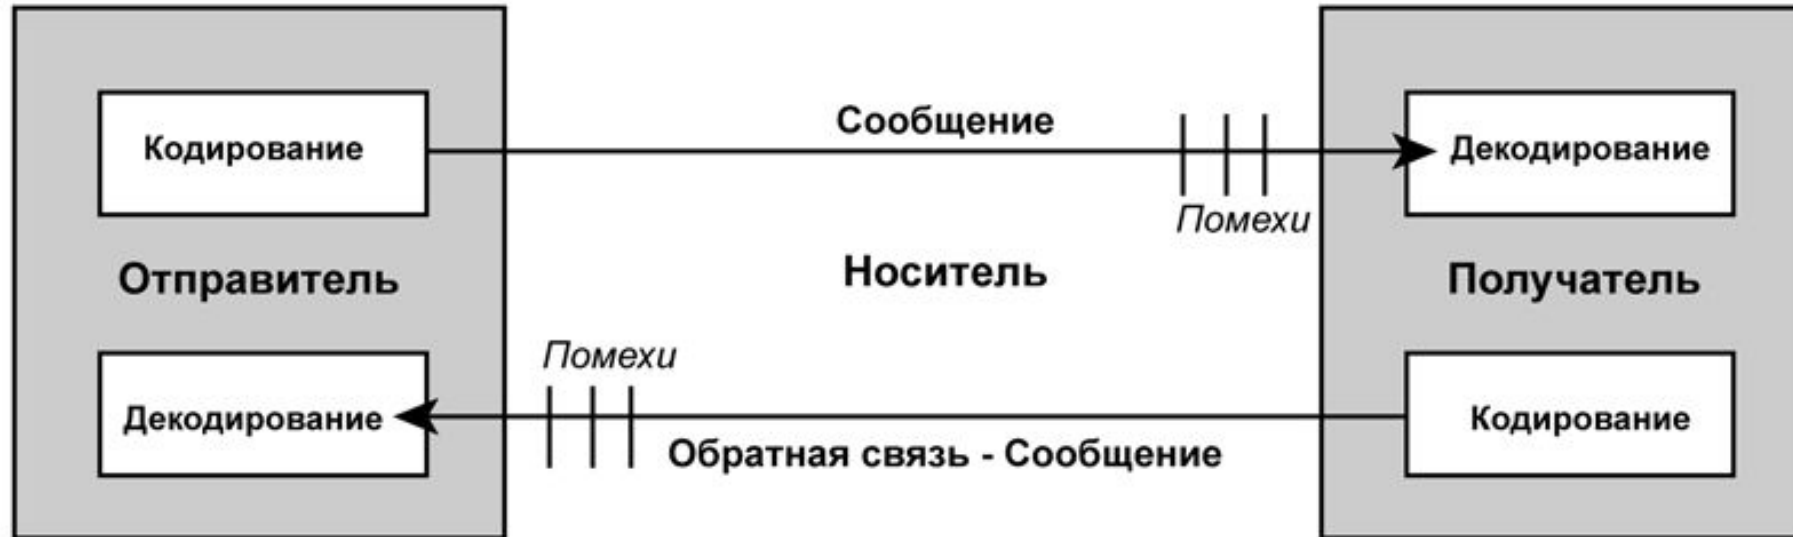 Сообщение
Кодирование
Декодирование
Помехи
Отправитель
Носитель
Получатель
Помехи
Декодирование
Кодирование
Обратная связь - Сообщение